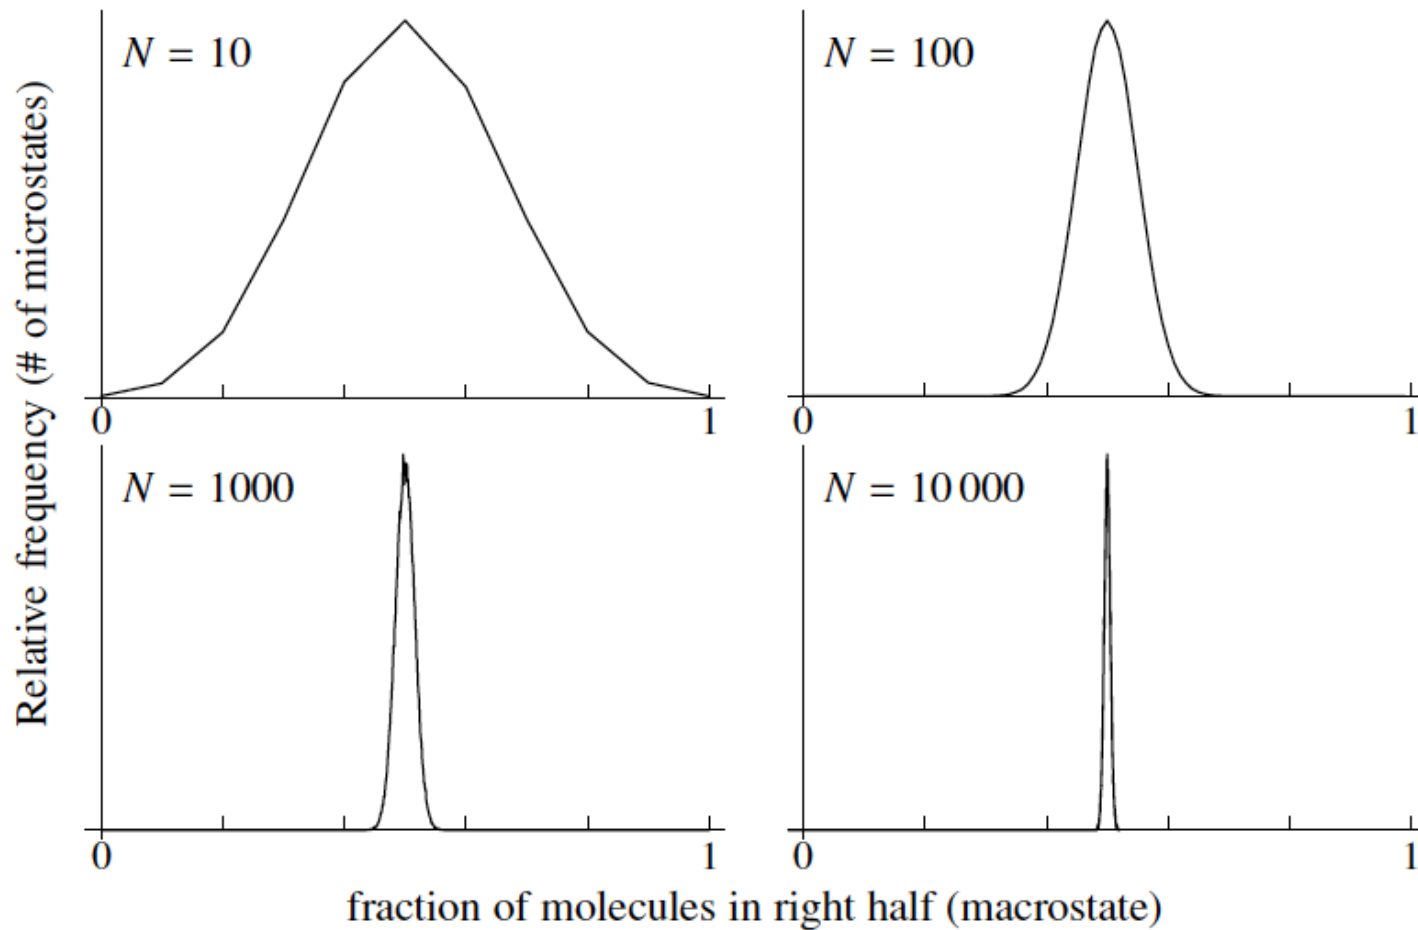 Relative frequency (# of microstates)
N = 10
0 1
N = 100
0 1
N = 1000
0 1
N = 10 000
0 1
fraction of molecules in right half (macrostate)